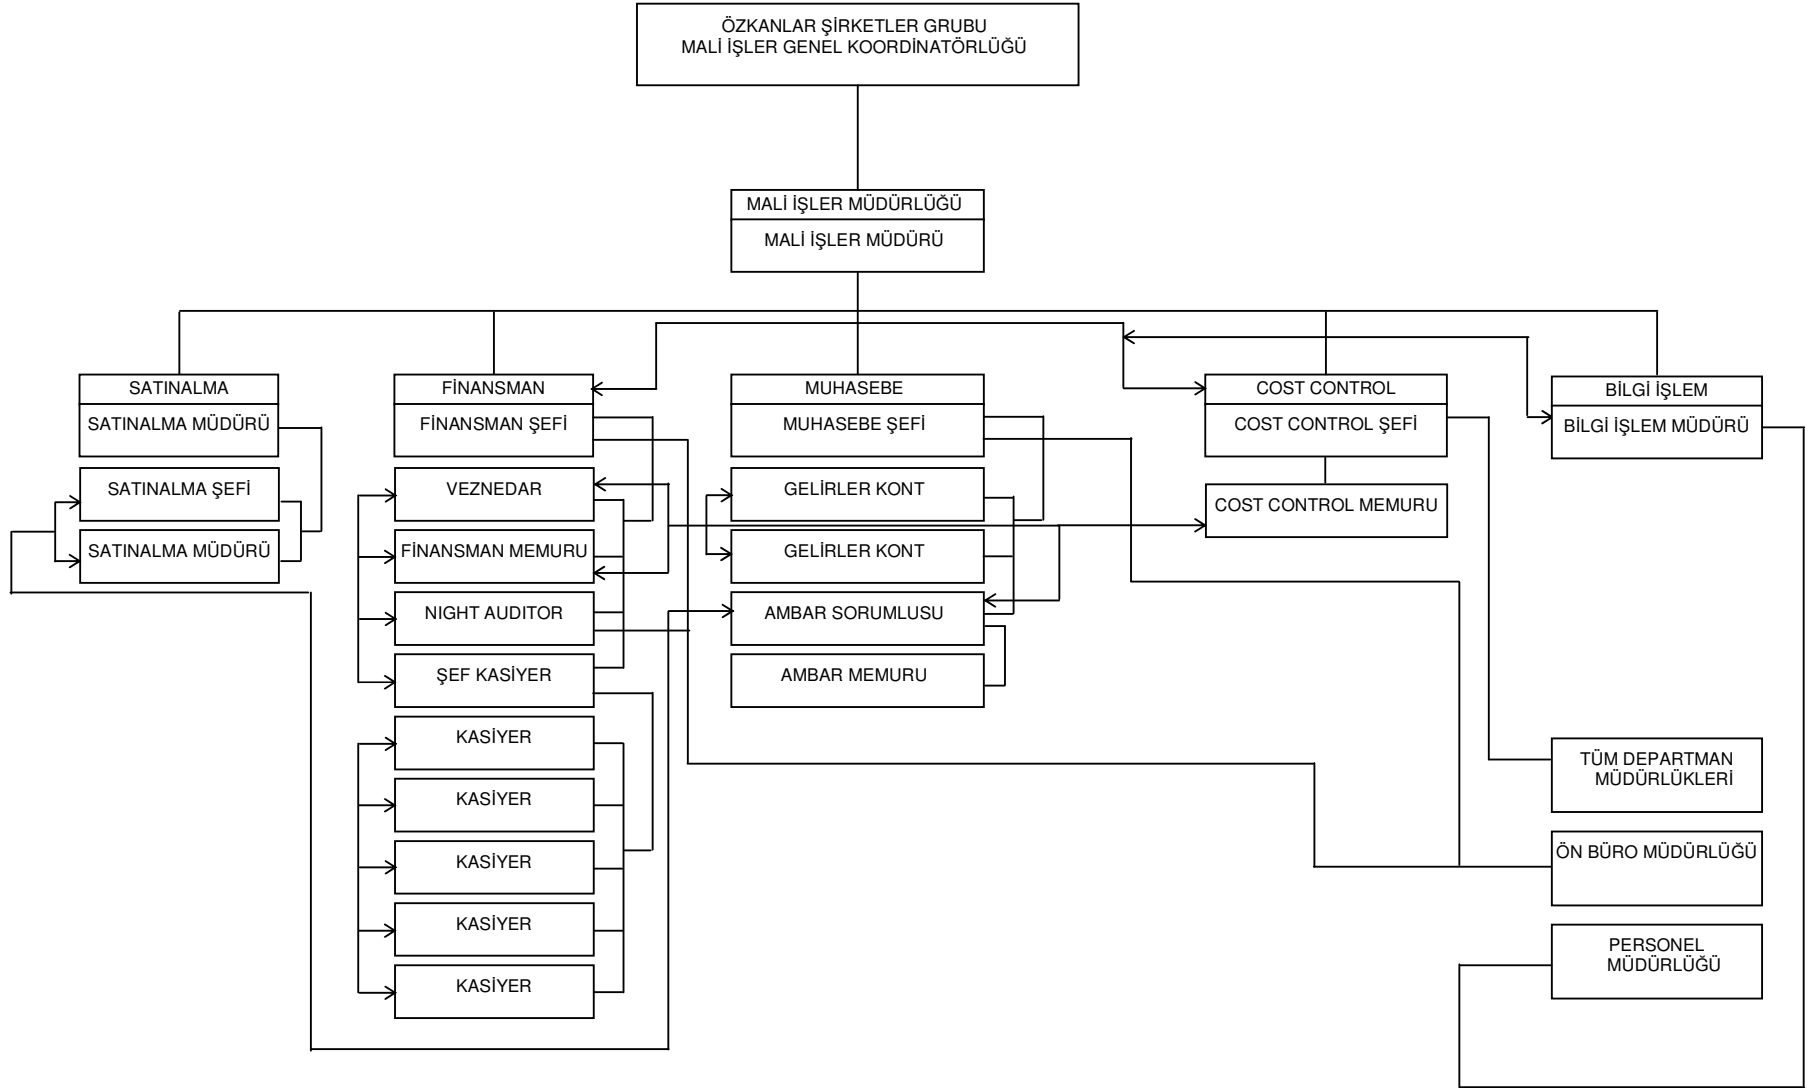 ÖZKANLAR ŞİRKETLER GRUBU
MALİ İŞLER GENEL KOORDİNATÖRLÜĞÜ
MALİ İŞLER MÜDÜRLÜĞÜ
MALİ İŞLER MÜDÜRÜ
SATINALMA
SATINALMA MÜDÜRÜ
SATINALMA ŞEFİ
SATINALMA MÜDÜRÜ
FİNANSMAN
FİNANSMAN ŞEFİ
VEZNEDAR
FİNANSMAN MEMURU
NIGHT AUDITOR
ŞEF KASİYER
KASİYER
KASİYER
KASİYER
KASİYER
KASİYER
MUHASEBE
MUHASEBE ŞEFİ
GELİRLER KONT
GELİRLER KONT
AMBAR SORUMLUSU
AMBAR MEMURU
COST CONTROL
COST CONTROL ŞEFİ
COST CONTROL MEMURU
BİLGİ İŞLEM
BİLGİ İŞLEM MÜDÜRÜ
TÜM DEPARTMAN
MÜDÜRLÜKLERİ
ÖN BÜRO MÜDÜRLÜĞÜ
PERSONEL
MÜDÜRLÜĞÜ